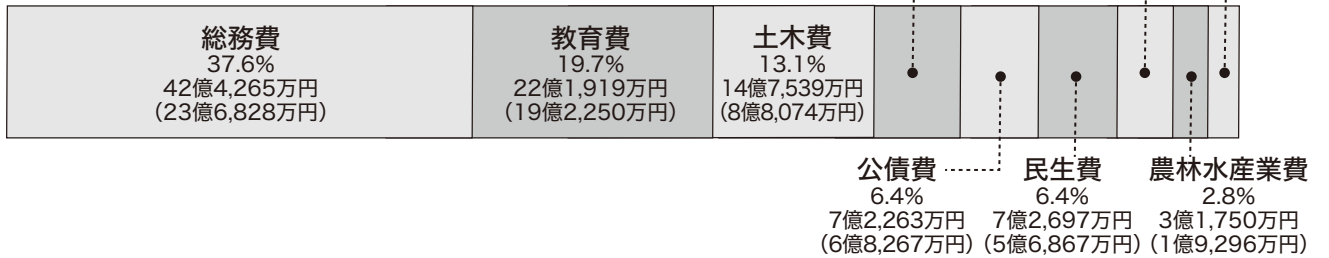 総務費
37.6%
42億4,265万円
(23億6,828万円)
教育費
19.7%
22億1,919万円
(19億2,250万円)
土木費
13.1%
14億7,539万円
(8億8,074万円)
公債費
6.4%
7億2,263万円
(6億8,267万円)
民生費
6.4%
7億2,697万円
(5億6,867万円)
農林水産業費
2.8%
3億1,750万円
(1億9,296万円)